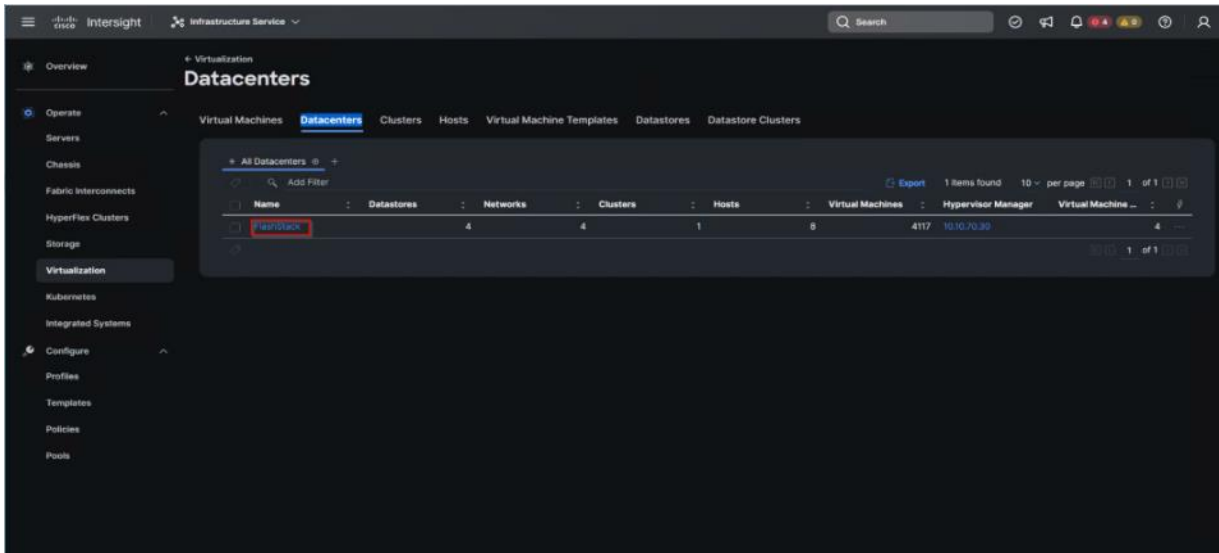 cisco Intersight
Infrastructure Service
Search
Overview
Operate
Servers
Chassis
Fabric Interconnects
HyperFlex Clusters
Storage
Virtualization
Kubernetes
Integrated Systems
Configure
Profiles
Templates
Policies
Pools
← Virtualization
Datacenters
Virtual Machines Datacenters Clusters Hosts Virtual Machine Templates Datastores Datastore Clusters
All Datacenters +
Add Filter Export 1 items found 10 per page 1 of 1
Name Datastores Networks Clusters Hosts Virtual Machines Hypervisor Manager Virtual Machine ...
FlashStack 4 4 1 8 4117 10.10.70.30 4 ...
1 of 1